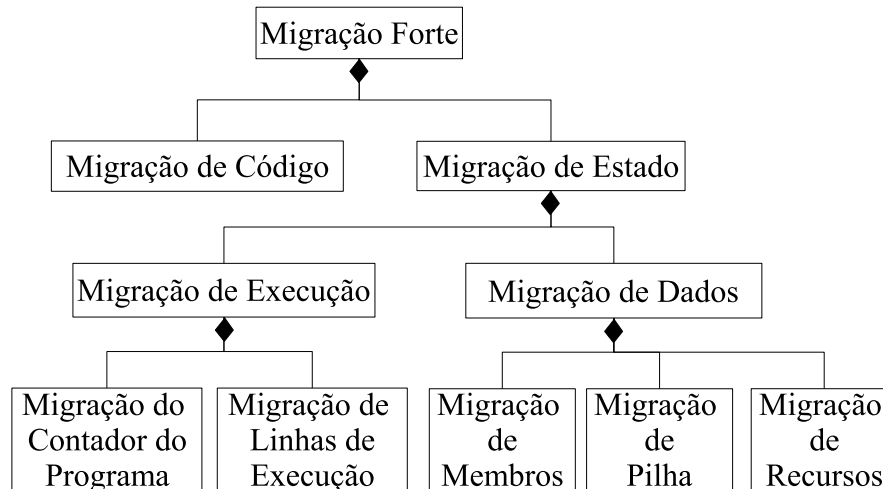 Migração Forte
Migração de Código
Migração de Estado
Migração de Execução
Migração de Dados
Migração do
Contador do
Programa
Migração de
Linhas de
Execução
Migração
de
Membros
Migração
de
Pilha
Migração
de
Recursos